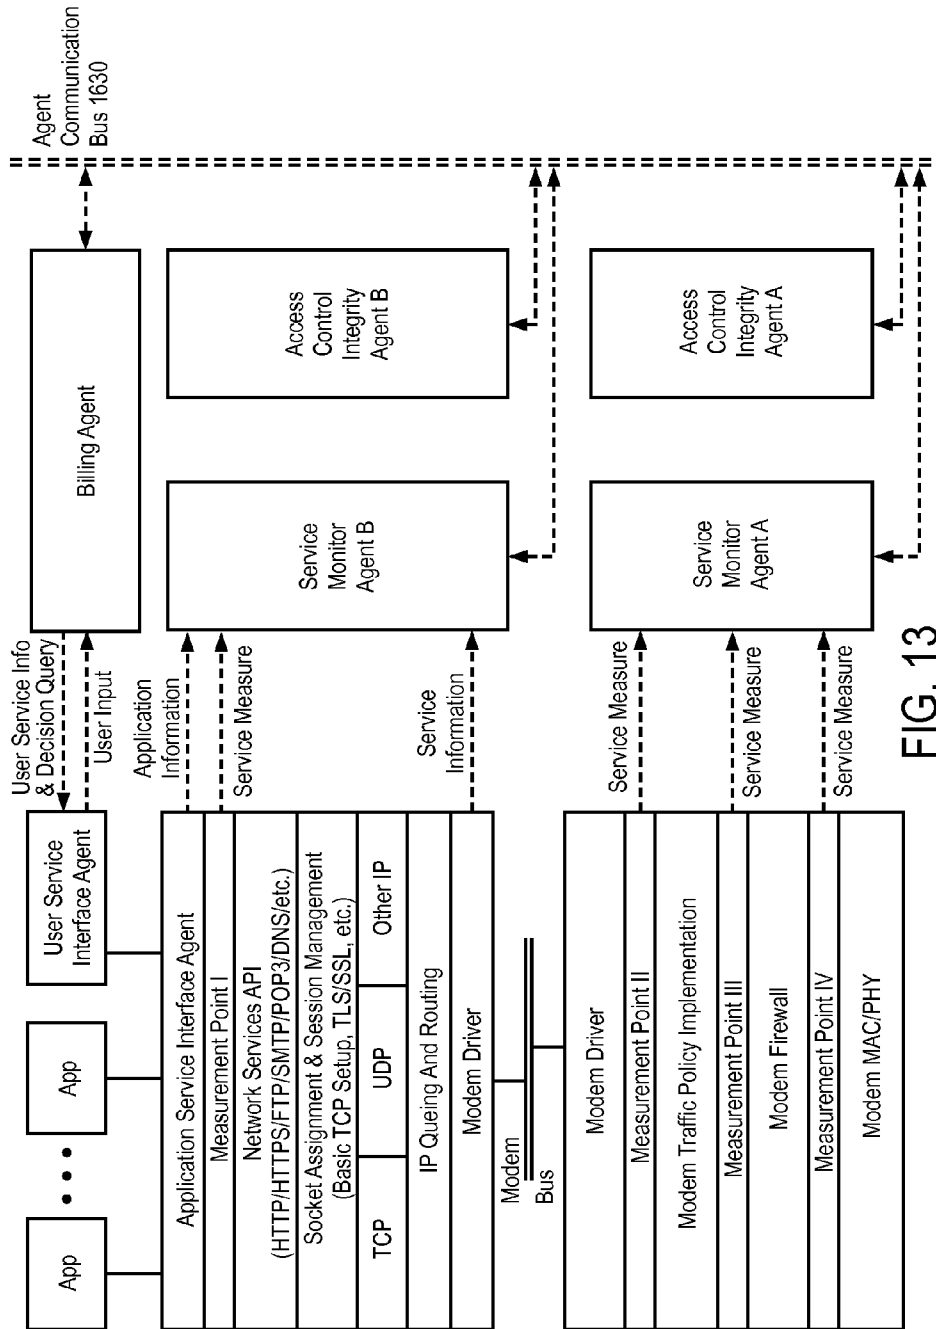 App
App
User Service
Interface Agent
User Service Info
& Decision Query
User Input
Billing Agent
Agent
Communication
Bus 1630
Application Service Interface Agent
Measurement Point I
Network Services API
(HTTP/HTTPS/FTP/SMTP/POP3/DNS/etc.)
Socket Assignment & Session Management
(Basic TCP Setup, TLS/SSL, etc.)
TCP
UDP
Other IP
IP Queing And Routing
Modem Driver
Application
Information
Service Measure
Service
Information
Service
Monitor
Agent B
Access
Control
Integrity
Agent B
Modem
Bus
Modem Driver
Measurement Point II
Modem Traffic Policy Implementation
Measurement Point III
Modem Firewall
Measurement Point IV
Modem MAC/PHY
Service Measure
Service Measure
Service Measure
Service
Monitor
Agent A
Access
Control
Integrity
Agent A
FIG. 13